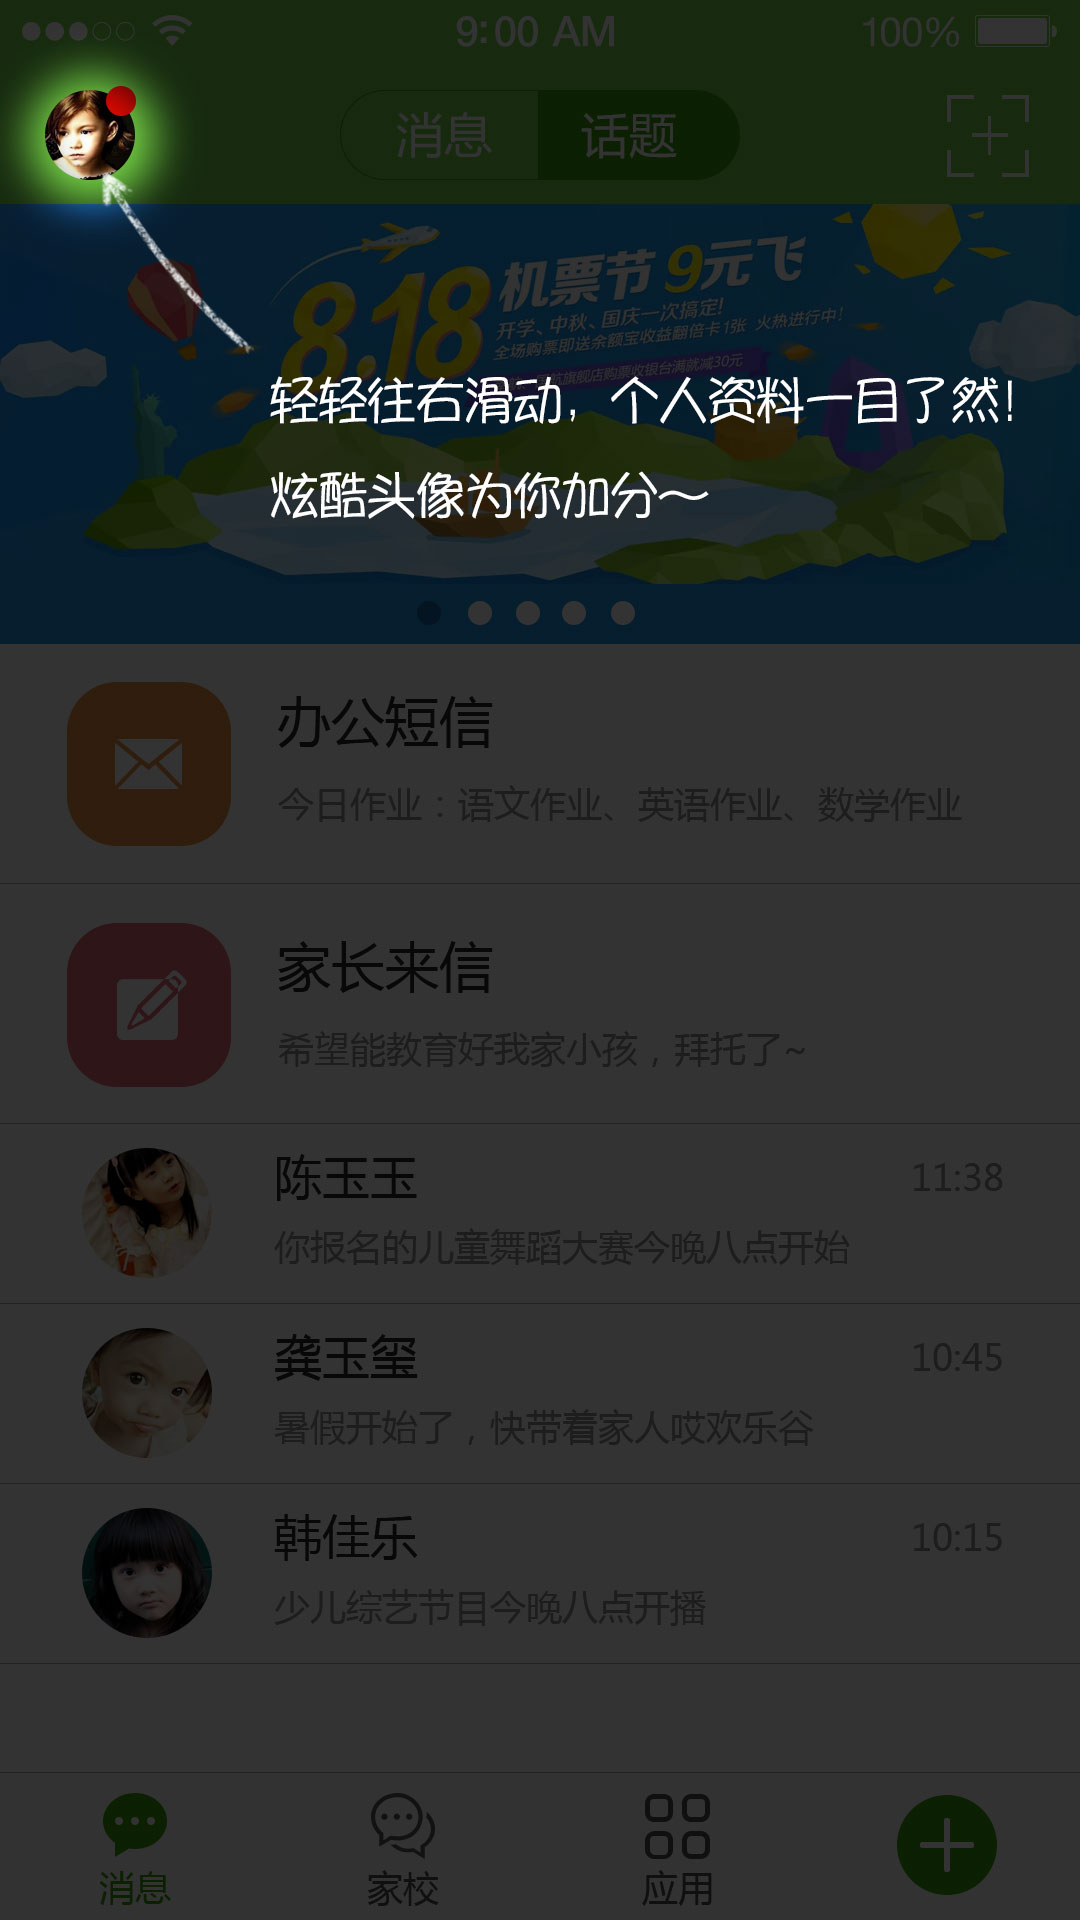 9:00 AM 100%
消息 话题
8.18 机票节 9元飞
开学、中秋、国庆一次搞定!
全场购票即送余额宝收益翻倍卡1张 火热进行中!
旗舰店购票收银台满就减30元
轻轻往右滑动，个人资料一目了然!
炫酷头像为你加分~
办公短信
今日作业：语文作业、英语作业、数学作业
家长来信
希望能教育好我家小孩，拜托了~
陈玉玉 11:38
你报名的儿童舞蹈大赛今晚八点开始
龚玉玺 10:45
暑假开始了，快带着家人哎欢乐谷
韩佳乐 10:15
少儿综艺节目今晚八点开播
消息 家校 应用